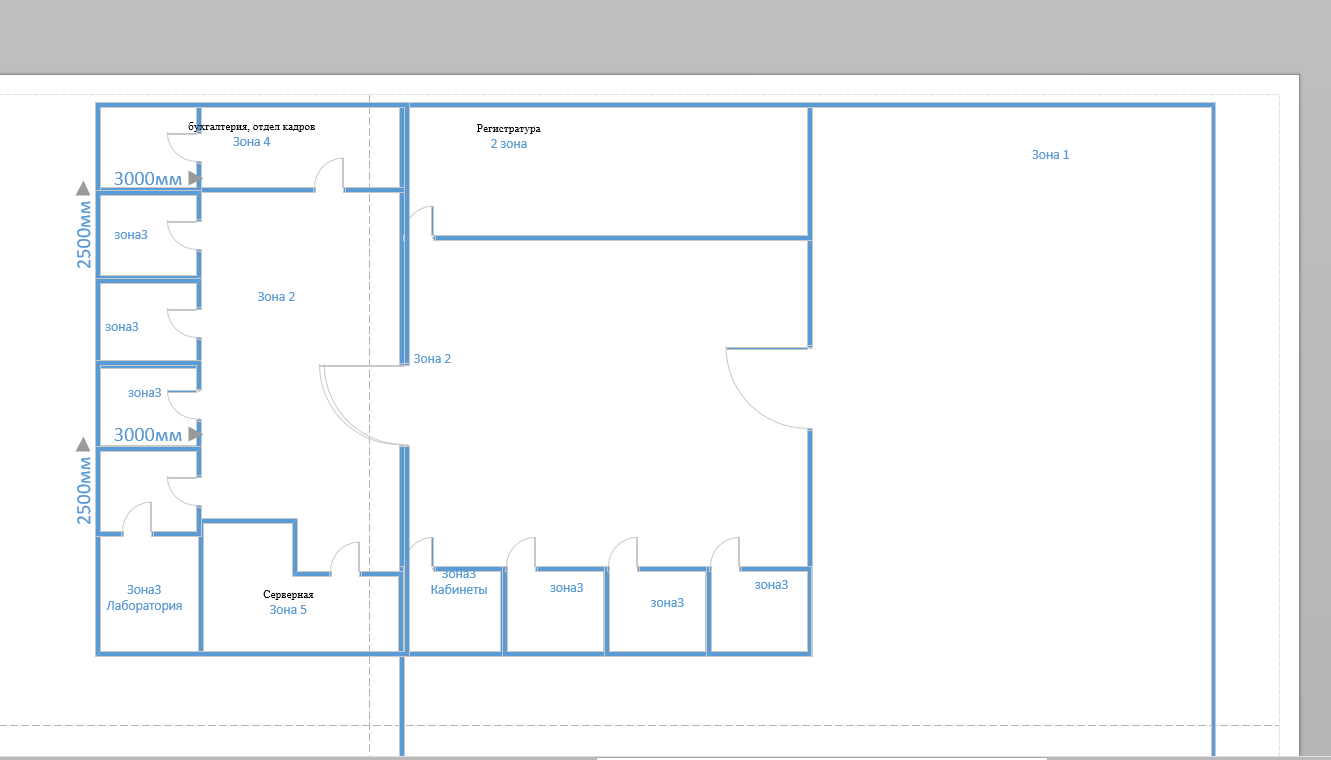 бухгалтерия, отдел кадров
Зона 4
Регистратура
2 зона
Зона 1
3000мм
2500мм
зона3
Зона 2
зона3
Зона 2
зона3
3000мм
2500мм
Зона3
Лаборатория
Серверная
Зона 5
Зона3
Кабинеты
зона3
зона3
зона3